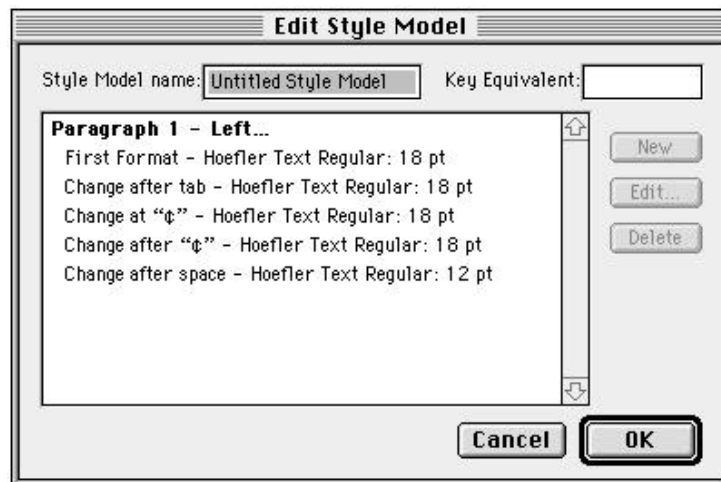 Edit Style Model
Style Model name: Untitled Style Model Key Equivalent:
Paragraph 1 - Left...
First Format - Hoefler Text Regular: 18 pt
Change after tab - Hoefler Text Regular: 18 pt
Change at “¢” - Hoefler Text Regular: 18 pt
Change after “¢” - Hoefler Text Regular: 18 pt
Change after space - Hoefler Text Regular: 12 pt
New
Edit...
Delete
Cancel OK